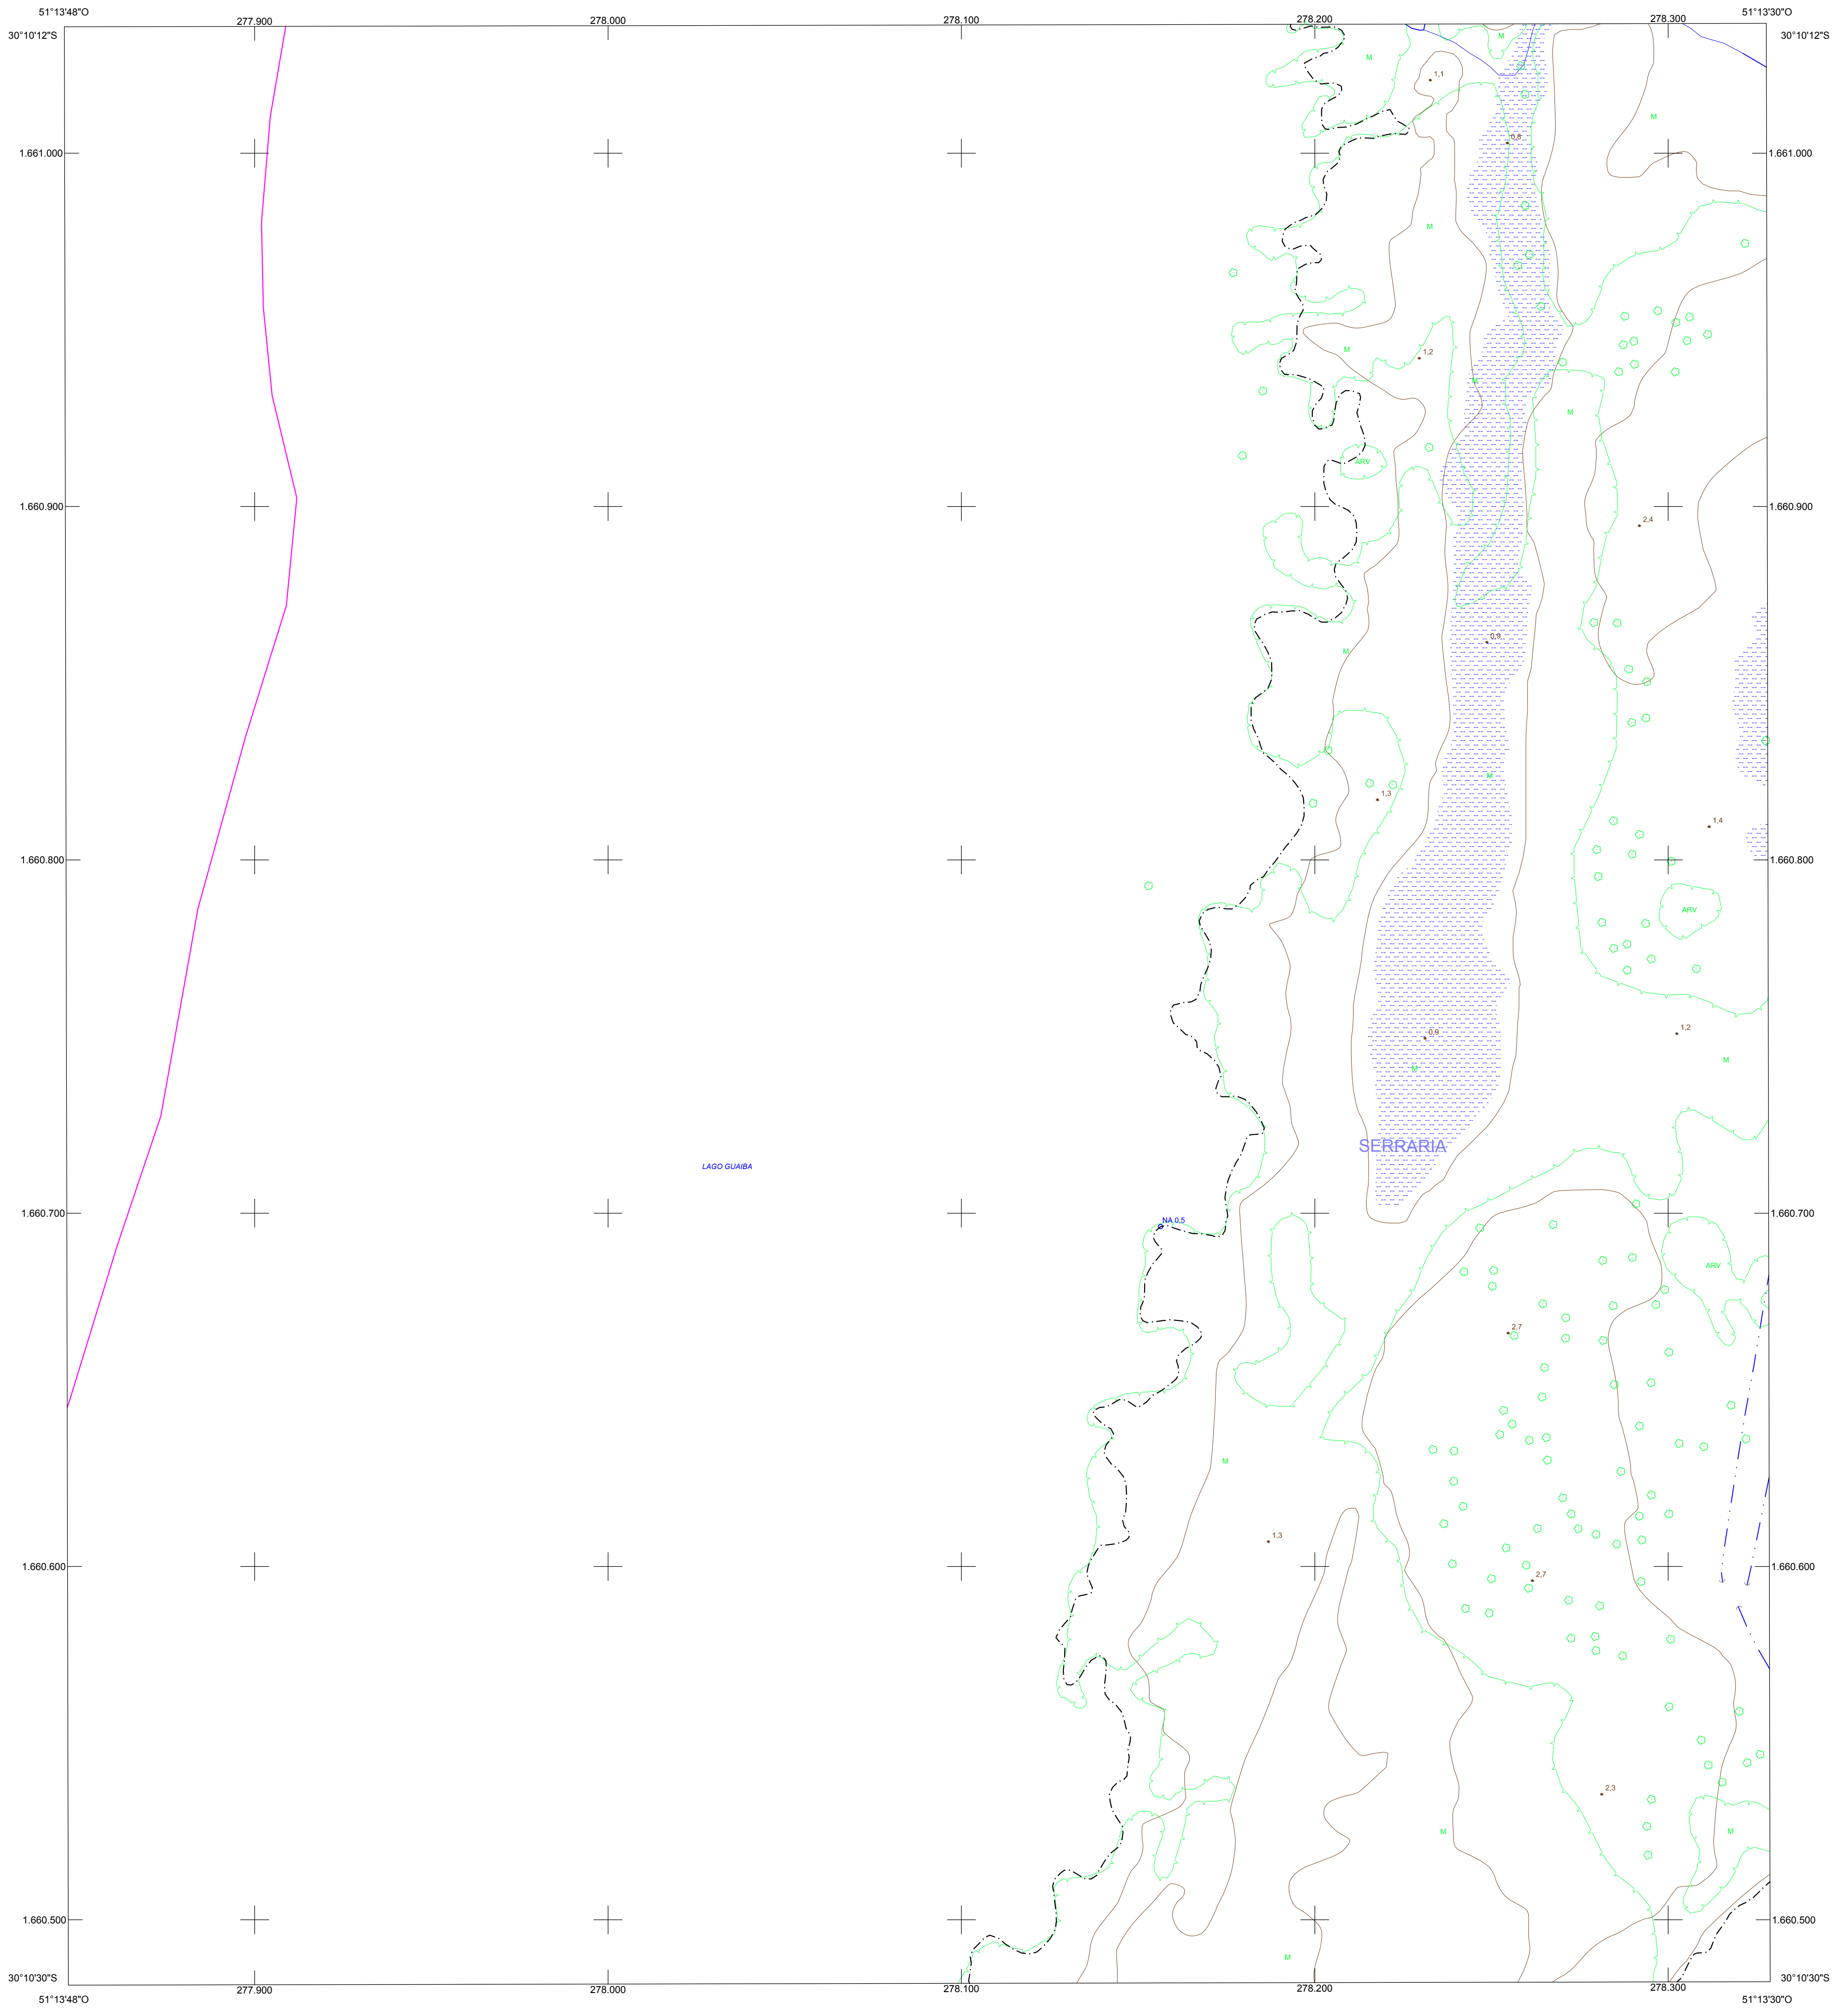 51°13'48"O
277.900
278.000
278.100
278.200
278.300
51°13'30"O
30°10'12"S
30°10'12"S
M
M
1,1
M
0,8
1.661.000
1.661.000
M
M
1,2
M
M
ARV
1.660.900
1.660.900
2,4
0,9
M
M
1,3
1,4
1.660.800
1.660.800
ARV
0,9
1,2
M
M
SERRARIA
LAGO GUAIBA
1.660.700
NA 0,5
1.660.700
ARV
2,7
M
1,3
1.660.600
1.660.600
2,7
2,3
M
M
1.660.500
1.660.500
M
30°10'30"S
30°10'30"S
51°13'48"O
277.900
278.000
278.100
278.200
278.300
51°13'30"O